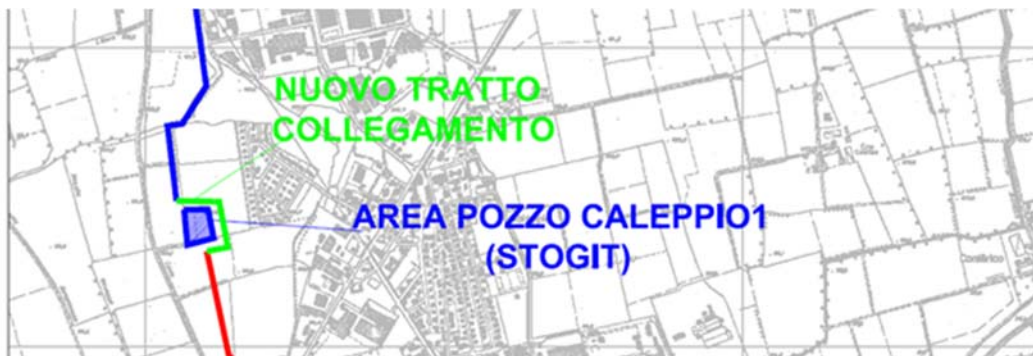 NUOVO TRATTO
COLLEGAMENTO
AREA POZZO CALEPPIO1
(STOGIT)